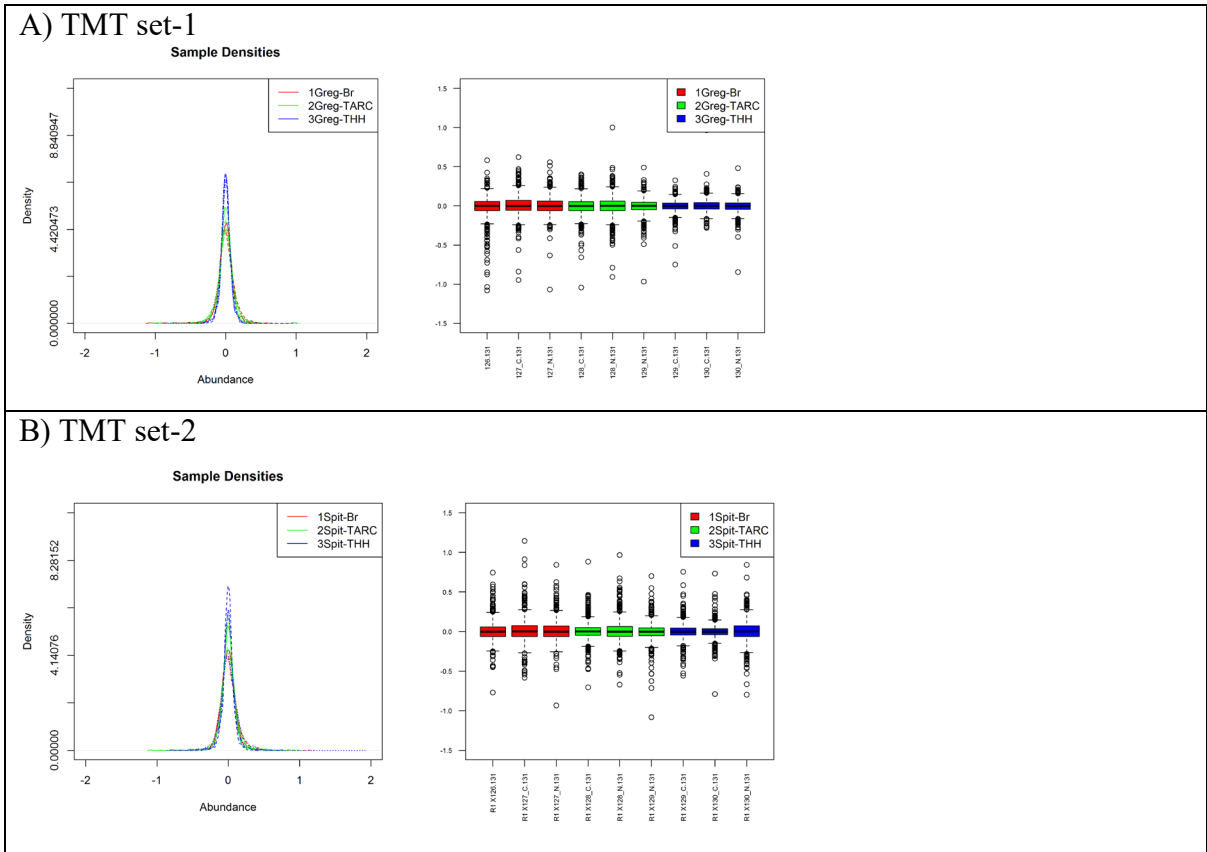 A) TMT set-1
Sample Densities
1Greg-Br
2Greg-TARC
3Greg-THH
Density
0.000000
4.420473
8.840947
-2
-1
0
1
2
Abundance
1Greg-Br
2Greg-TARC
3Greg-THH
1.5
1.0
0.5
0.0
-0.5
-1.0
-1.5
126.131
127_C.131
127_N.131
128_C.131
128_N.131
129_N.131
129_C.131
130_C.131
130_N.131
B) TMT set-2
Sample Densities
1Spit-Br
2Spit-TARC
3Spit-THH
Density
0.00000
4.14076
8.28152
-2
-1
0
1
2
Abundance
1Spit-Br
2Spit-TARC
3Spit-THH
1.5
1.0
0.5
0.0
-0.5
-1.0
-1.5
R1 X126.131
R1 X127_C.131
R1 X127_N.131
R1 X128_C.131
R1 X128_N.131
R1 X129_N.131
R1 X129_C.131
R1 X130_C.131
R1 X130_N.131